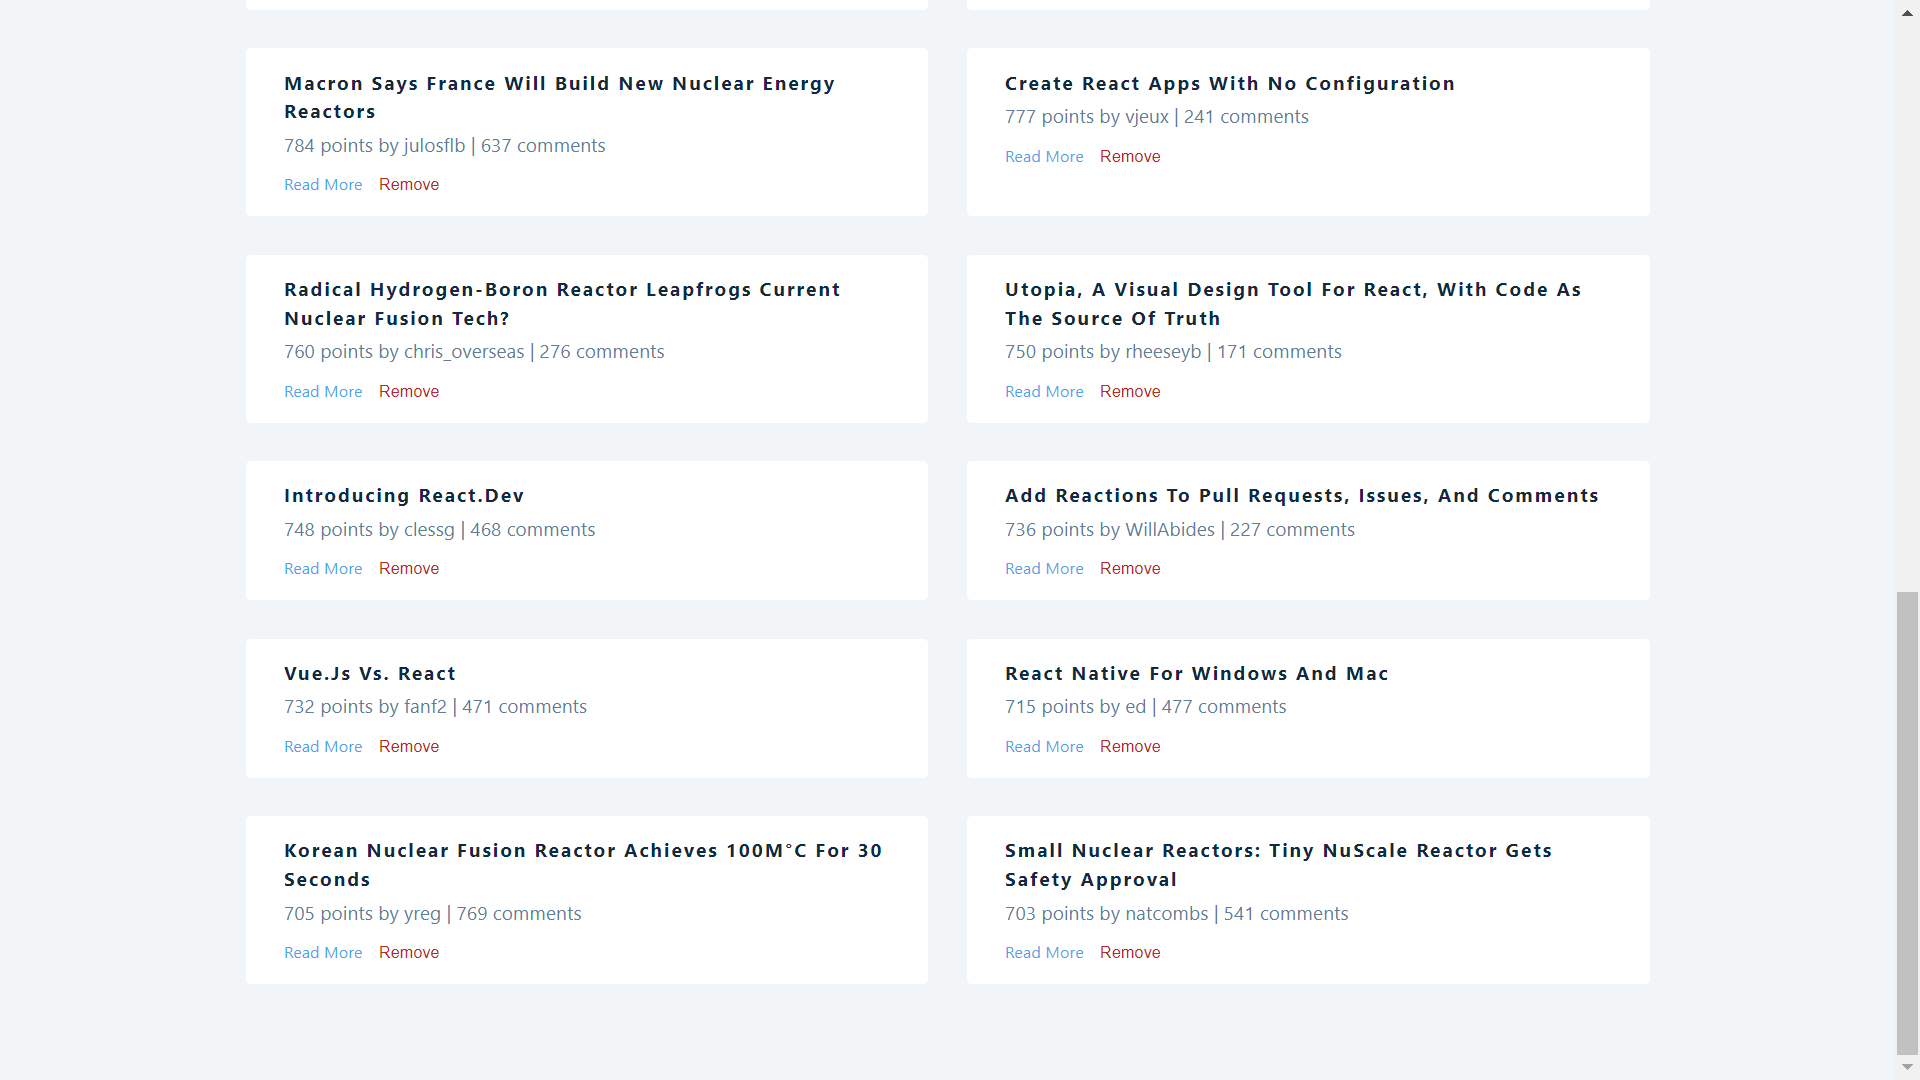 Macron Says France Will Build New Nuclear Energy
Reactors
784 points by julosflb | 637 comments
Read More Remove
Create React Apps With No Configuration
777 points by vjeux | 241 comments
Read More Remove
Radical Hydrogen-Boron Reactor Leapfrogs Current
Nuclear Fusion Tech?
760 points by chris_overseas | 276 comments
Read More Remove
Utopia, A Visual Design Tool For React, With Code As
The Source Of Truth
750 points by rheeseyb | 171 comments
Read More Remove
Introducing React.Dev
748 points by clessg | 468 comments
Read More Remove
Add Reactions To Pull Requests, Issues, And Comments
736 points by WillAbides | 227 comments
Read More Remove
Vue.Js Vs. React
732 points by fanf2 | 471 comments
Read More Remove
React Native For Windows And Mac
715 points by ed | 477 comments
Read More Remove
Korean Nuclear Fusion Reactor Achieves 100M°C For 30
Seconds
705 points by yreg | 769 comments
Read More Remove
Small Nuclear Reactors: Tiny NuScale Reactor Gets
Safety Approval
703 points by natcombs | 541 comments
Read More Remove